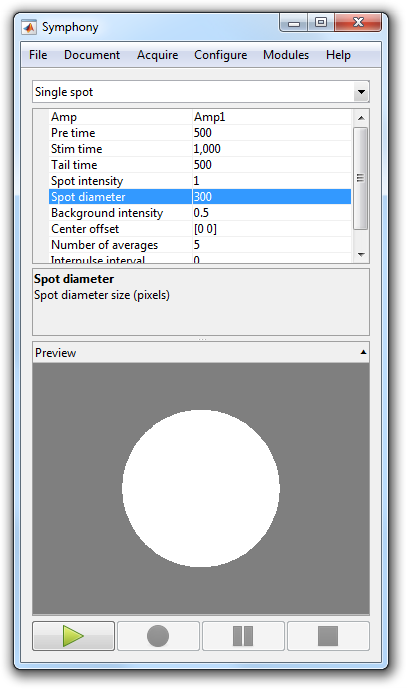 Symphony
File Document Acquire Configure Modules Help
Single spot
Amp Amp1
Pre time 500
Stim time 1,000
Tail time 500
Spot intensity 1
Spot diameter 300
Background intensity 0.5
Center offset [0 0]
Number of averages 5
Interpulse interval 0
Spot diameter
Spot diameter size (pixels)
Preview